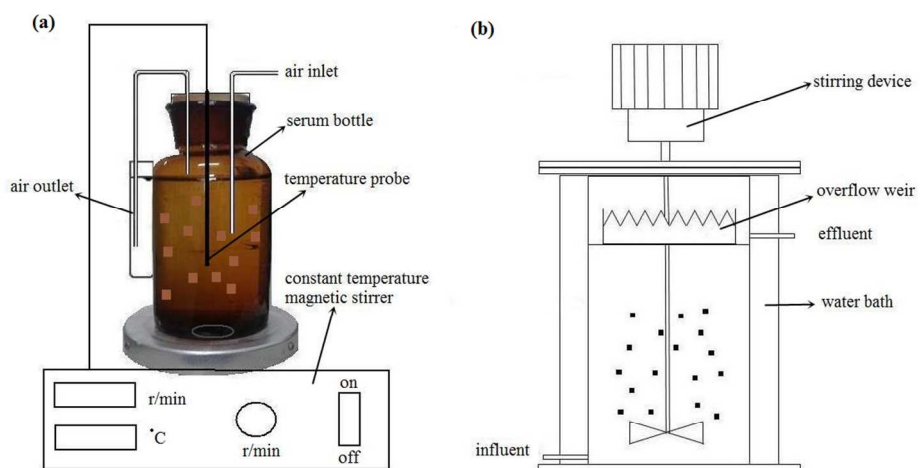 (a)
air inlet
serum bottle
temperature probe
air outlet
constant temperature
magnetic stirrer
r/min
°C
r/min
on
off
(b)
stirring device
overflow weir
effluent
water bath
influent